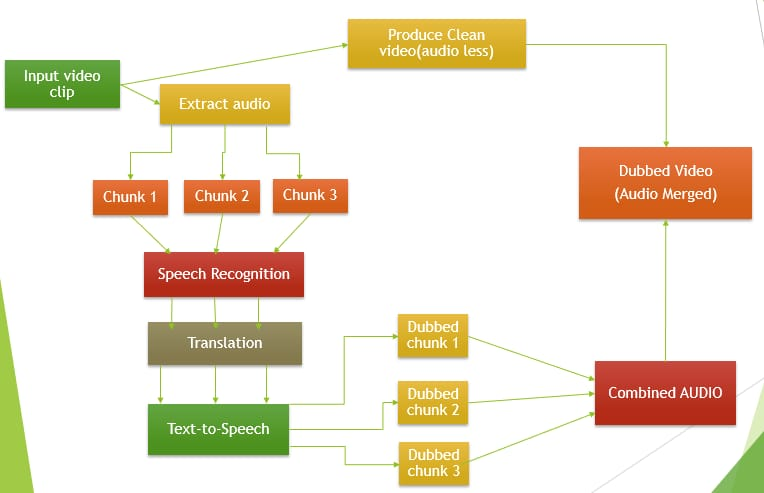 Produce Clean
video(audio less)
Input video
clip
Extract audio
Chunk 1
Chunk 2
Chunk 3
Dubbed Video
(Audio Merged)
Speech Recognition
Translation
Text-to-Speech
Dubbed
chunk 1
Dubbed
chunk 2
Dubbed
chunk 3
Combined AUDIO